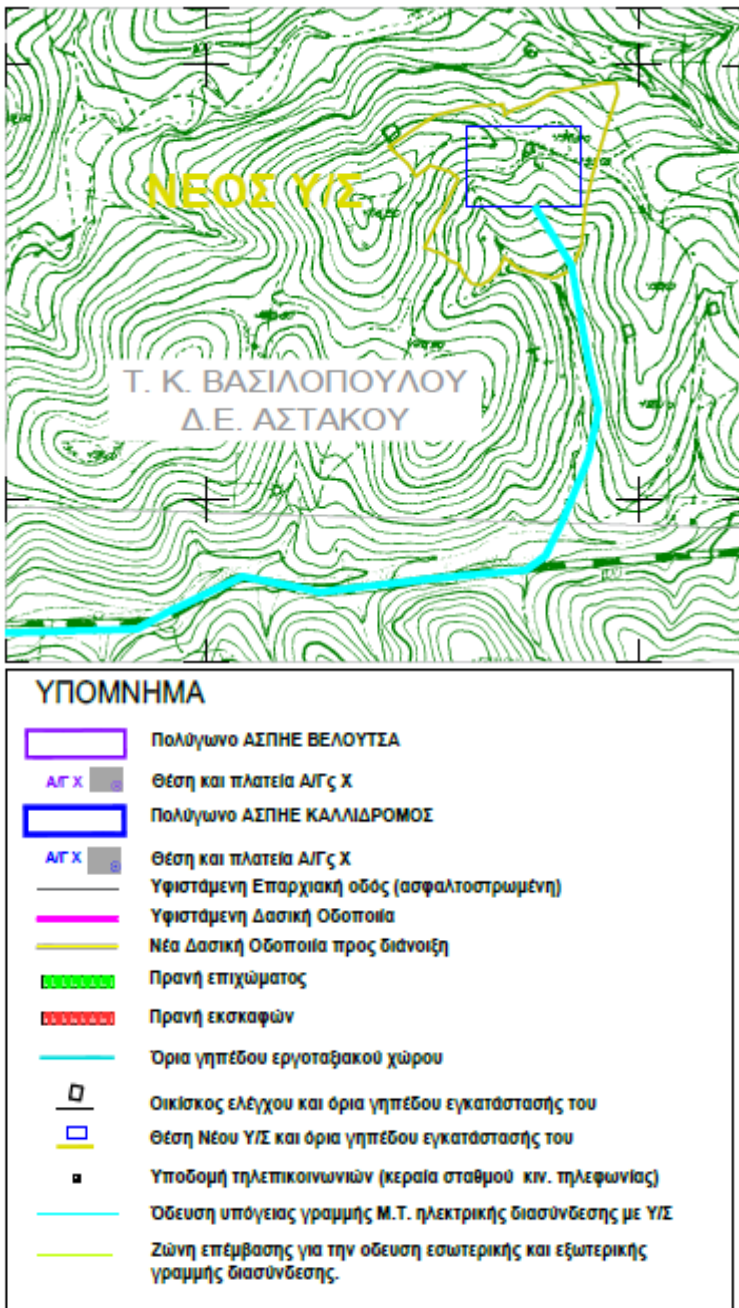 ΝΕΟΣ Υ/Σ
Τ. Κ. ΒΑΣΙΛΟΠΟΥΛΟΥ
Δ.Ε. ΑΣΤΑΚΟΥ
ΥΠΟΜΝΗΜΑ
Πολύγωνο ΑΣΠΗΕ ΒΕΛΟΥΤΣΑ
Α/Γ Χ Θέση και πλατεία Α/Γς Χ
Πολύγωνο ΑΣΠΗΕ ΚΑΛΛΙΔΡΟΜΟΣ
Α/Γ Χ Θέση και πλατεία Α/Γς Χ
Υφιστάμενη Επαρχιακή οδός (ασφαλτοστρωμένη)
Υφιστάμενη Δασική Οδοποιία
Νέα Δασική Οδοποιία προς διάνοιξη
Πρανή επιχώματος
Πρανή εκσκαφών
Όρια γηπέδου εργοταξιακού χώρου
Οικίσκος ελέγχου και όρια γηπέδου εγκατάστασής του
Θέση Νέου Υ/Σ και όρια γηπέδου εγκατάστασής του
Υποδομή τηλεπικοινωνιών (κεραία σταθμού κιν. τηλεφωνίας)
Όδευση υπόγειας γραμμής Μ.Τ. ηλεκτρικής διασύνδεσης με Υ/Σ
Ζώνη επέμβασης για την οδευση εσωτερικής και εξωτερικής
γραμμής διασύνδεσης.